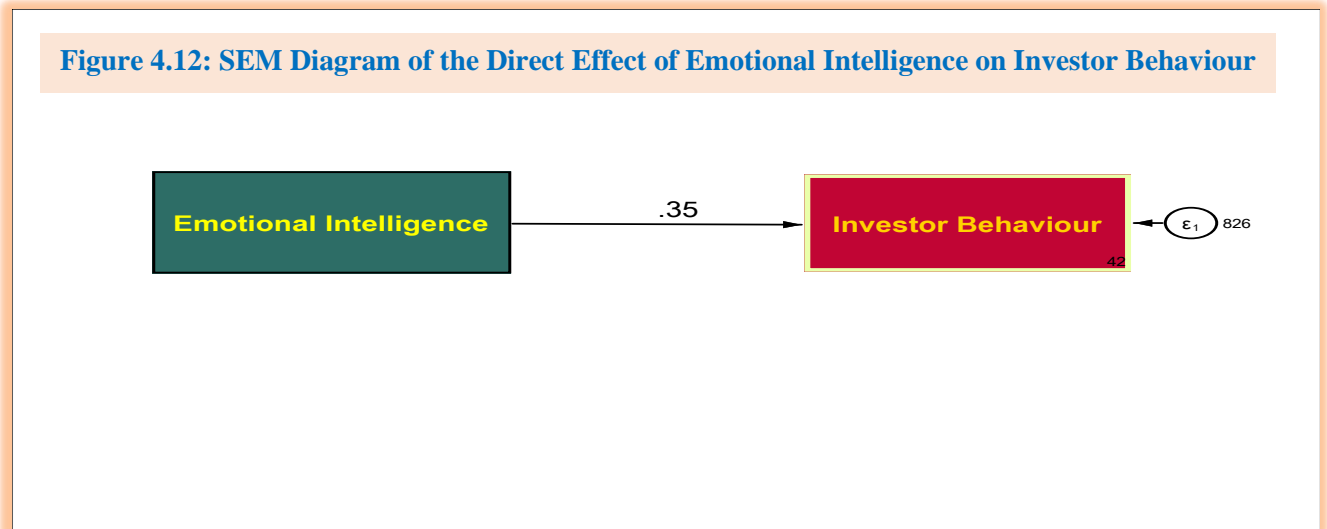 Figure 4.12: SEM Diagram of the Direct Effect of Emotional Intelligence on Investor Behaviour
Emotional Intelligence
.35
Investor Behaviour
42
ε₁
826